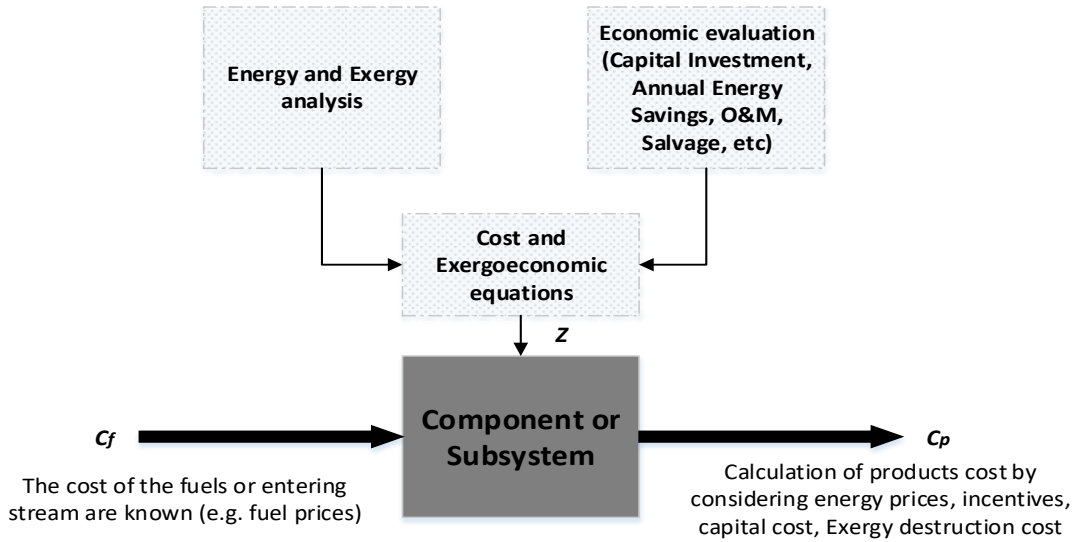 Energy and Exergy
analysis
Economic evaluation
(Capital Investment,
Annual Energy
Savings, O&M,
Salvage, etc)
Cost and
Exergoeconomic
equations
Z
Component or
Subsystem
Cf
The cost of the fuels or entering
stream are known (e.g. fuel prices)
Cp
Calculation of products cost by
considering energy prices, incentives,
capital cost, Exergy destruction cost